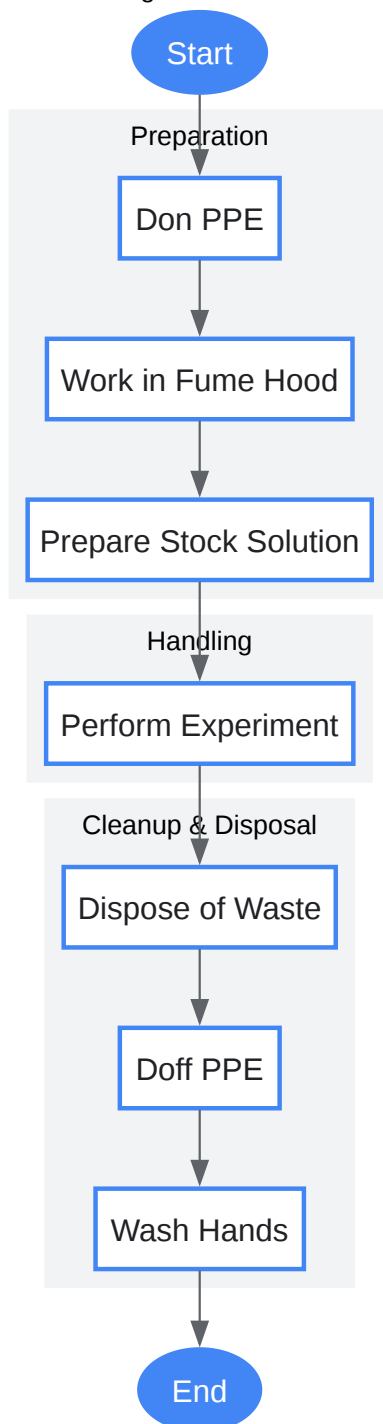 Start
Preparation
Don PPE
Work in Fume Hood
Prepare Stock Solution
Handling
Perform Experiment
Cleanup & Disposal
Dispose of Waste
Doff PPE
Wash Hands
End